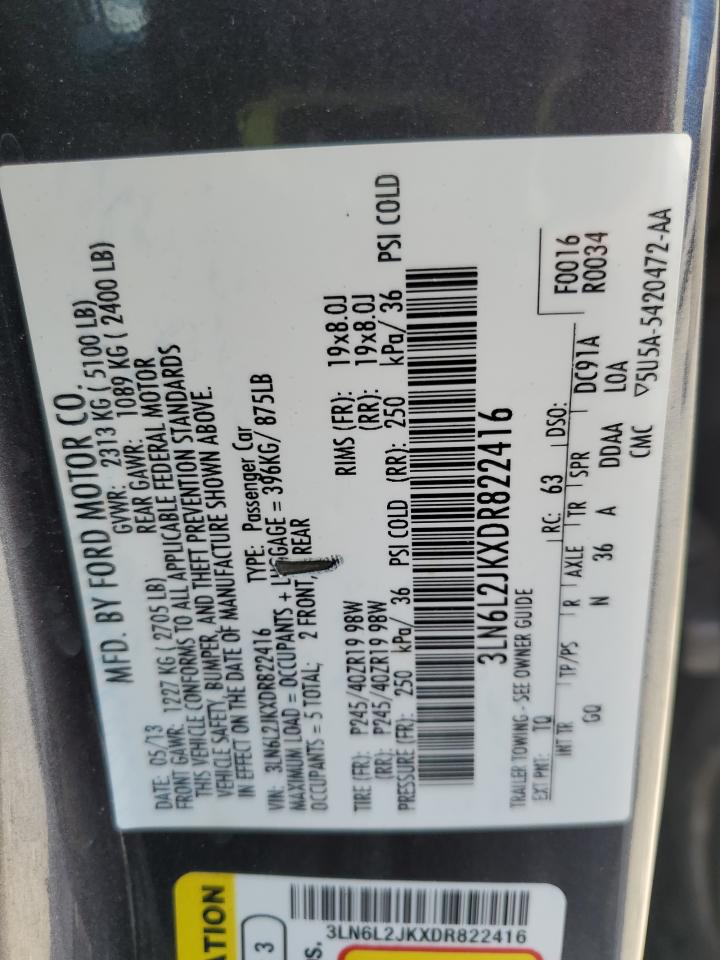 MFD. BY FORD MOTOR CO.
DATE: 05/13 GVWR: 2313 KG ( 5100 LB)
FRONT GAWR: 1227 KG ( 2705 LB) REAR GAWR: 1089 KG ( 2400 LB)
THIS VEHICLE CONFORMS TO ALL APPLICABLE FEDERAL MOTOR
VEHICLE SAFETY, BUMPER, AND THEFT PREVENTION STANDARDS
IN EFFECT ON THE DATE OF MANUFACTURE SHOWN ABOVE.
VIN: 3LN6L2JKXDR822416 TYPE: Passenger Car
MAXIMUM LOAD = OCCUPANTS + = 396KG/ 875LB
OCCUPANTS = 5 TOTAL; 2 FRONT, REAR
TIRE (FR): P245/40ZR19 98W RIMS (FR): 19x8.0J
(RR): P245/40ZR19 98W (RR): 19x8.0J
PRESSURE (FR): 250 kPa/ 36 PSI COLD (RR): 250 kPa/ 36 PSI COLD
3LN6L2JKXDR822416
TRAILER TOWING - SEE OWNER GUIDE
F0016
R0034
EXT PNT: TQ RC: 63 DSO:
INT TR TP/PS R AXLE TR SPR DC91A
GQ N 36 A DDAA LOA
CMC ▽5U5A-5420472-AA
3LN6L2JKXDR822416
3